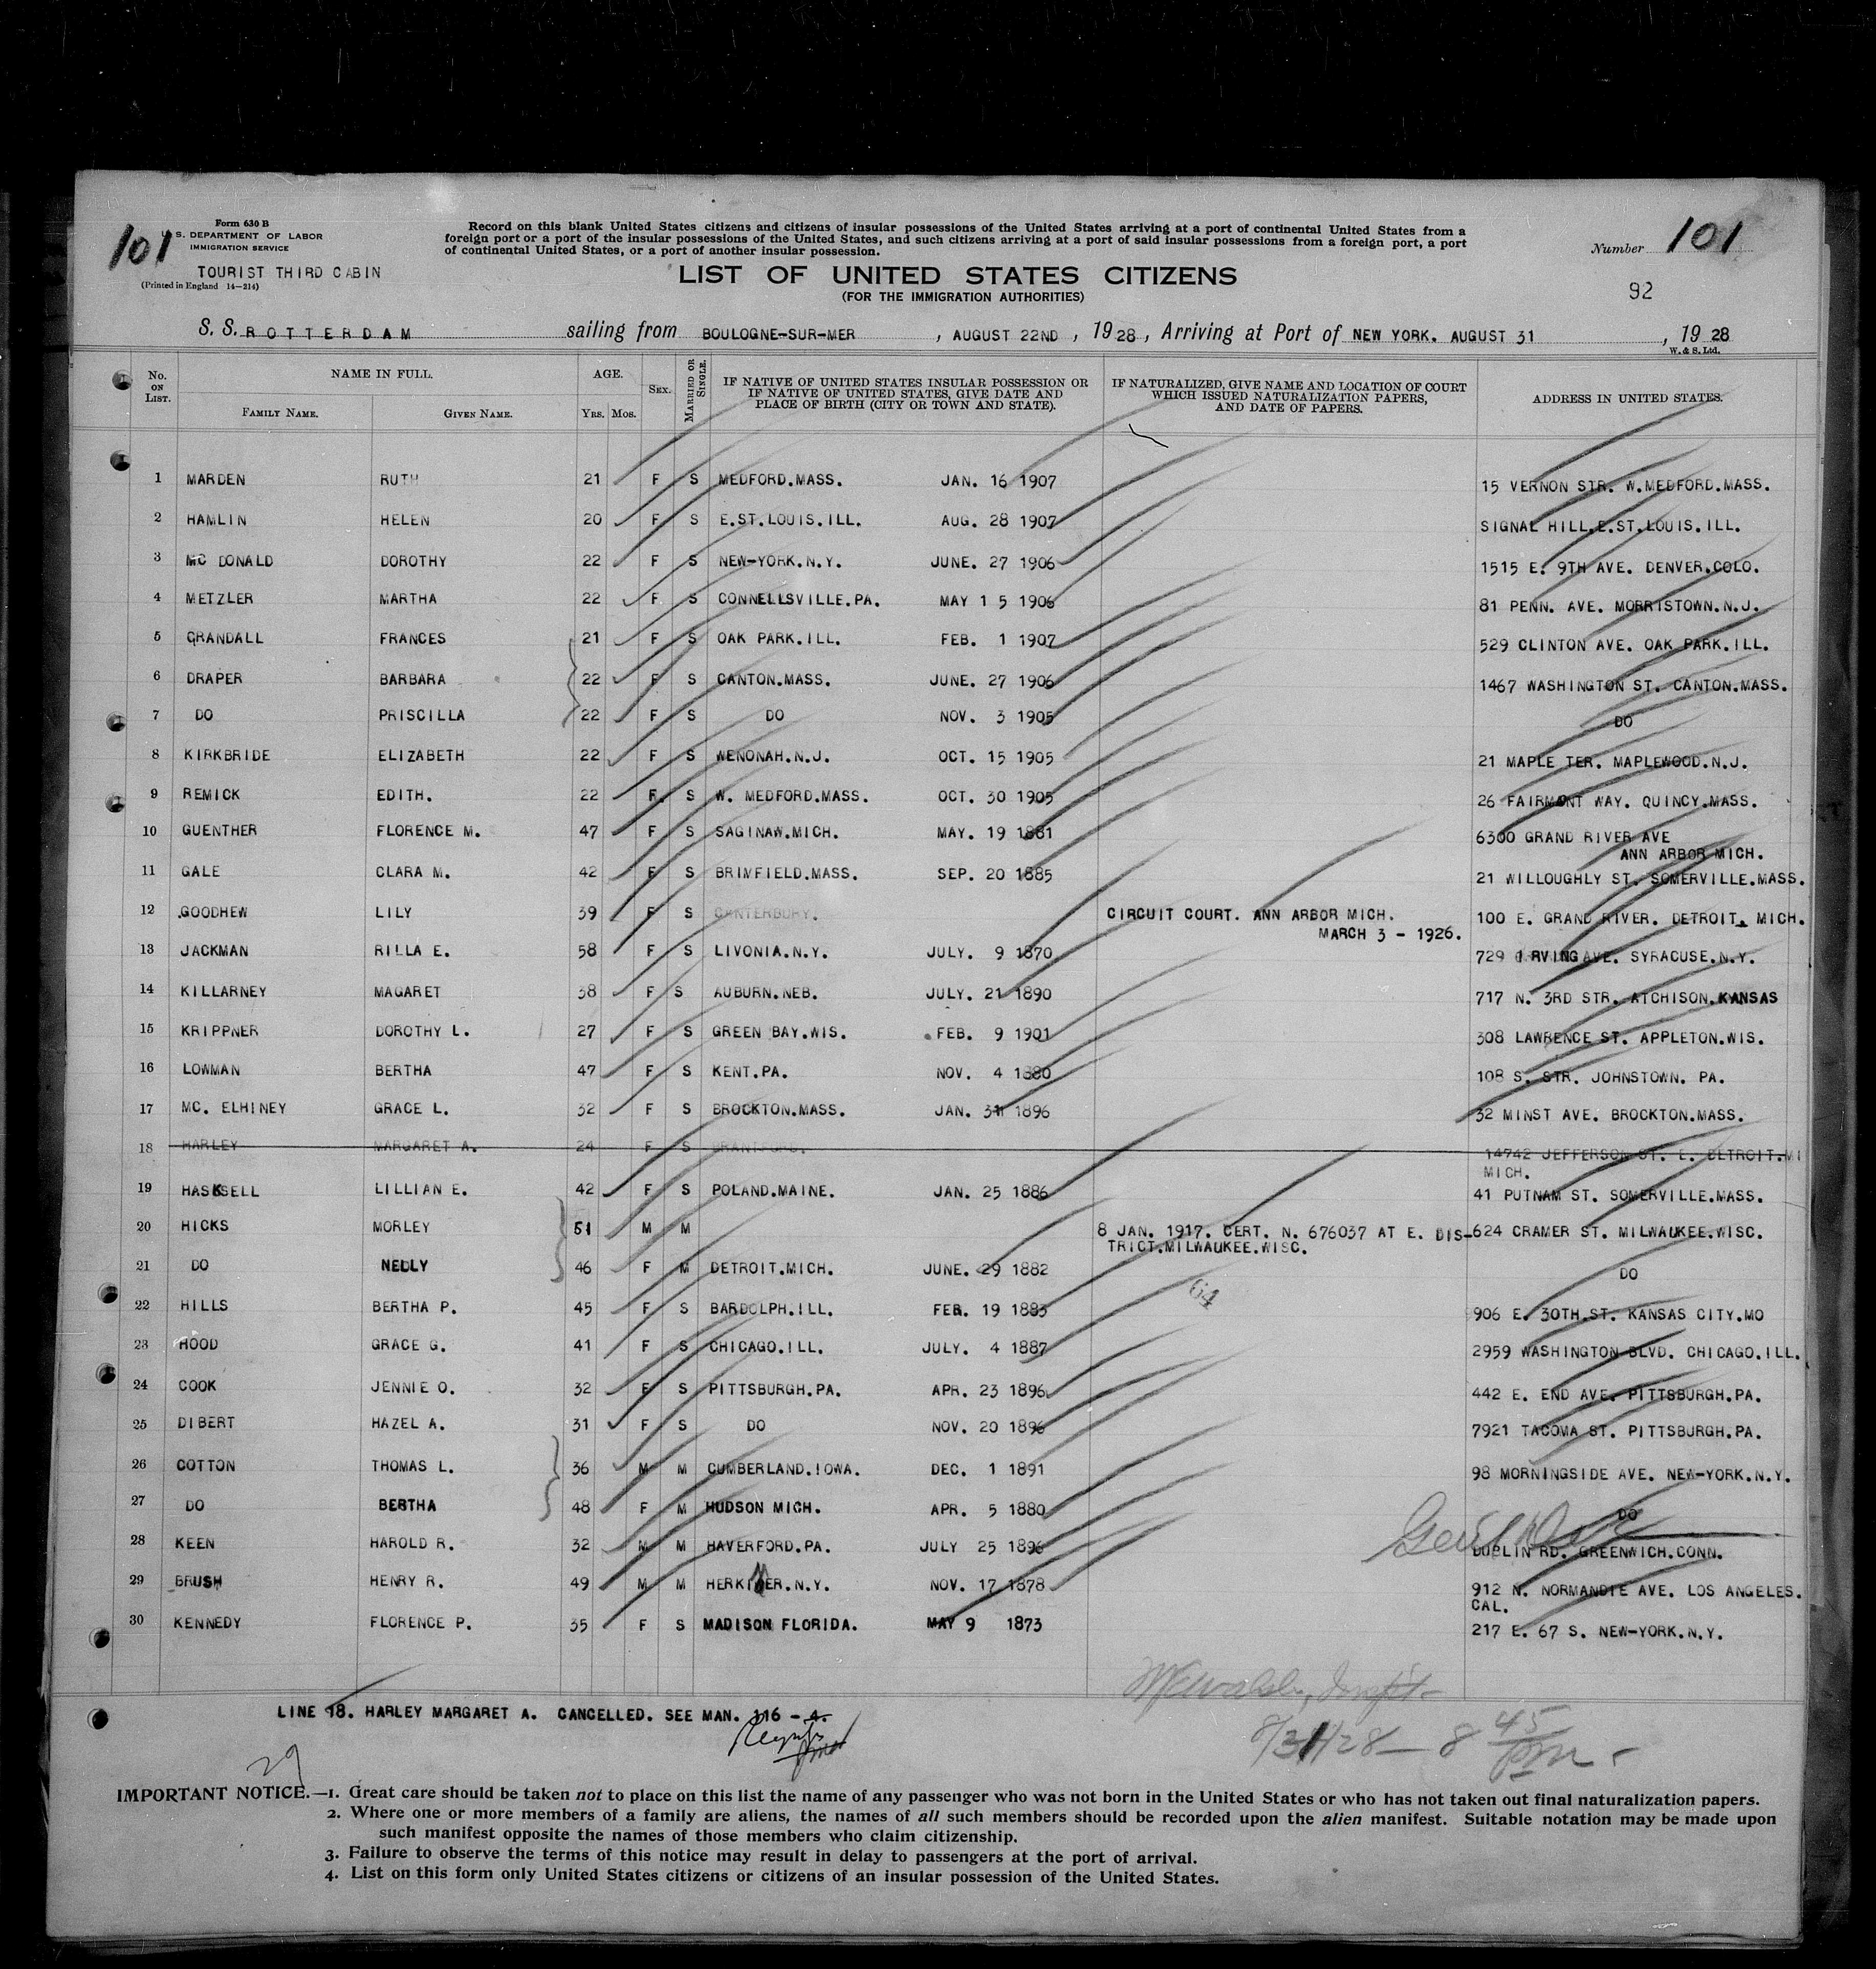 101
Form 630 B
U. S. DEPARTMENT OF LABOR
IMMIGRATION SERVICE
TOURIST THIRD CABIN
(Printed in England 14—214)
Record on this blank United States citizens and citizens of insular possessions of the United States arriving at a port of continental United States from a
foreign port or a port of the insular possessions of the United States, and such citizens arriving at a port of said insular possessions from a foreign port, a port
of continental United States, or a port of another insular possession.
LIST OF UNITED STATES CITIZENS
(FOR THE IMMIGRATION AUTHORITIES)
Number 101
92
S. S. ROTTERDAM sailing from BOULOGNE-SUR-MER , AUGUST 22ND , 1928 , Arriving at Port of NEW YORK. AUGUST 31 , 1928
W. & S. Ltd.
No. ON LIST. NAME IN FULL. FAMILY NAME. GIVEN NAME. AGE. YRS. MOS. SEX. MARRIED OR SINGLE. IF NATIVE OF UNITED STATES INSULAR POSSESSION OR IF NATIVE OF UNITED STATES, GIVE DATE AND PLACE OF BIRTH (CITY OR TOWN AND STATE). IF NATURALIZED, GIVE NAME AND LOCATION OF COURT WHICH ISSUED NATURALIZATION PAPERS, AND DATE OF PAPERS. ADDRESS IN UNITED STATES.
1 MARDEN RUTH 21 F S MEDFORD.MASS. JAN. 16 1907 15 VERNON STR. W.MEDFORD.MASS.
2 HAMLIN HELEN 20 F S E.ST.LOUIS.ILL. AUG. 28 1907 SIGNAL HILL.E.ST.LOUIS.ILL.
3 MC DONALD DOROTHY 22 F S NEW-YORK.N.Y. JUNE. 27 1906 1515 E. 9TH AVE. DENVER.COLO.
4 METZLER MARTHA 22 F S CONNELLSVILLE.PA. MAY 1 5 1906 81 PENN. AVE. MORRISTOWN.N.J.
5 CRANDALL FRANCES 21 F S OAK PARK.ILL. FEB. 1 1907 529 CLINTON AVE. OAK PARK.ILL.
6 DRAPER BARBARA 22 F S CANTON.MASS. JUNE. 27 1906 1467 WASHINGTON ST. CANTON.MASS.
7 DO PRISCILLA 22 F S DO NOV. 3 1905 DO
8 KIRKBRIDE ELIZABETH 22 F S WENONAH.N.J. OCT. 15 1905 21 MAPLE TER. MAPLEWOOD.N.J.
9 REMICK EDITH. 22 F S W. MEDFORD.MASS. OCT. 30 1905 26 FAIRMONT WAY. QUINCY.MASS.
10 GUENTHER FLORENCE M. 47 F S SAGINAW.MICH. MAY. 19 1881 6300 GRAND RIVER AVE
ANN ARBOR MICH.
11 GALE CLARA M. 42 F S BRIMFIELD.MASS. SEP. 20 1885 21 WILLOUGHLY ST. SOMERVILLE.MASS.
12 GOODHEW LILY 39 F S CANTERBURY. CIRCUIT COURT. ANN ARBOR MICH. 100 E. GRAND RIVER. DETROIT. MICH.
MARCH 3 - 1926.
13 JACKMAN RILLA E. 58 F S LIVONIA.N.Y. JULY. 9 1870 729 IRVING AVE. SYRACUSE.N.Y.
14 KILLARNEY MAGARET 38 F S AUBURN.NEB. JULY. 21 1890 717 N. 3RD STR. ATCHISON.KANSAS
15 KRIPPNER DOROTHY L. 27 F S GREEN BAY.WIS. FEB. 9 1901 308 LAWRENCE ST. APPLETON.WIS.
16 LOWMAN BERTHA 47 F S KENT.PA. NOV. 4 1880 108 S. STR. JOHNSTOWN. PA.
17 MC. ELHINEY GRACE L. 32 F S BROCKTON.MASS. JAN. 31 1896 32 MINST AVE. BROCKTON.MASS.
18 HARLEY MARGARET A. 24 F S BRANTFORD. 14742 JEFFERSON ST. E. DETROIT.MI
MICH.
19 HASKSELL LILLIAN E. 42 F S POLAND.MAINE. JAN. 25 1886 41 PUTNAM ST. SOMERVILLE.MASS.
20 HICKS MORLEY 51 M M 8 JAN. 1917. CERT. N. 676037 AT E. DIS- 624 CRAMER ST. MILWAUKEE.WISC.
TRICT.MILWAUKEE.WISC.
21 DO NELLY 46 F M DETROIT.MICH. JUNE. 29 1882 DO
64
22 HILLS BERTHA P. 45 F S BARDOLPH.ILL. FEB. 19 1883 906 E. 30TH.ST. KANSAS CITY.MO
23 HOOD GRACE G. 41 F S CHICAGO.ILL. JULY. 4 1887 2959 WASHINGTON BLVD. CHICAGO.ILL.
24 COOK JENNIE O. 32 F S PITTSBURGH.PA. APR. 23 1896 442 E. END AVE. PITTSBURGH.PA.
25 DIBERT HAZEL A. 31 F S DO NOV. 20 1896 7921 TACOMA ST. PITTSBURGH.PA.
26 COTTON THOMAS L. 36 M M CUMBERLAND.IOWA. DEC. 1 1891 98 MORNINGSIDE AVE. NEW-YORK.N.Y.
27 DO BERTHA 48 F M HUDSON MICH. APR. 5 1880 DO
28 KEEN HAROLD R. 32 M M HAVERFORD.PA. JULY 25 1896 DUBLIN RD. GREENWICH.CONN.
29 BRUSH HENRY R. 49 M M HERKIMER.N.Y. NOV. 17 1878 912 N. NORMANDIE AVE. LOS ANGELES.
CAL.
30 KENNEDY FLORENCE P. 35 F S MADISON FLORIDA. MAY 9 1873 217 E. 67 S. NEW-YORK.N.Y.
LINE 18. HARLEY MARGARET A. CANCELLED. SEE MAN. 116 - 4.
8/31/28 - 8 45 pm
29
IMPORTANT NOTICE.—1. Great care should be taken not to place on this list the name of any passenger who was not born in the United States or who has not taken out final naturalization papers.
2. Where one or more members of a family are aliens, the names of all such members should be recorded upon the alien manifest. Suitable notation may be made upon
such manifest opposite the names of those members who claim citizenship.
3. Failure to observe the terms of this notice may result in delay to passengers at the port of arrival.
4. List on this form only United States citizens or citizens of an insular possession of the United States.